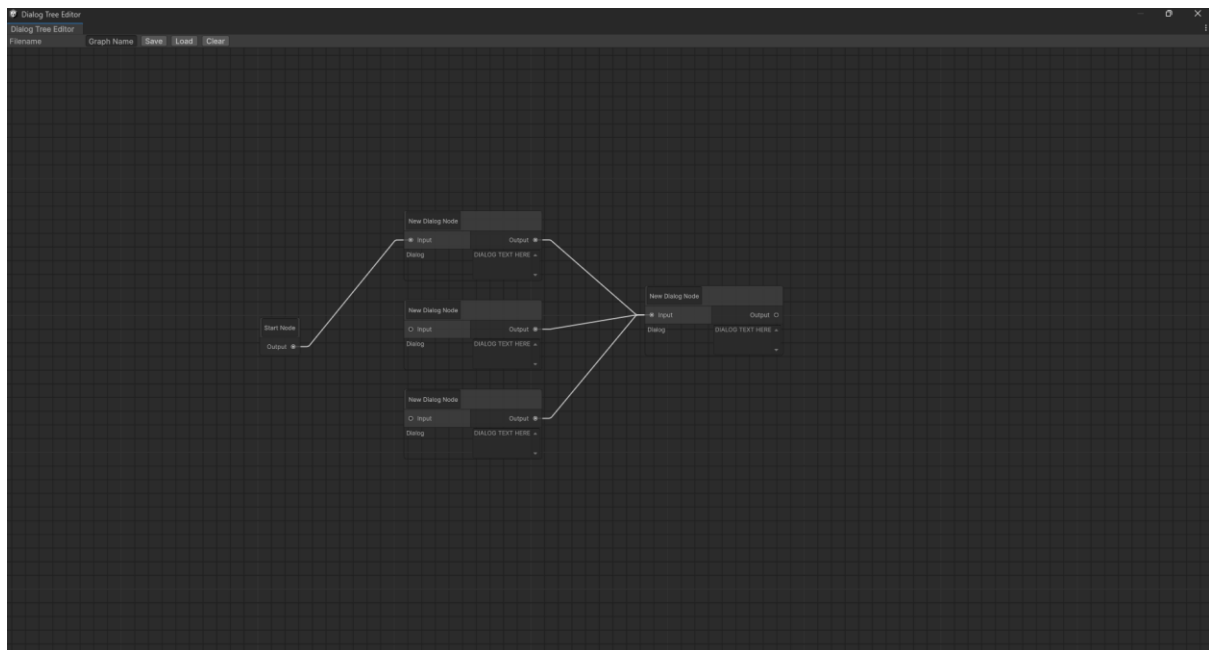 Dialog Tree Editor
Dialog Tree Editor
Filename Graph Name Save Load Clear
New Dialog Node
Input Output
Dialog DIALOG TEXT HERE
New Dialog Node
Input Output
Dialog DIALOG TEXT HERE
New Dialog Node
Input Output
Dialog DIALOG TEXT HERE
Start Node
Output
New Dialog Node
Input Output
Dialog DIALOG TEXT HERE